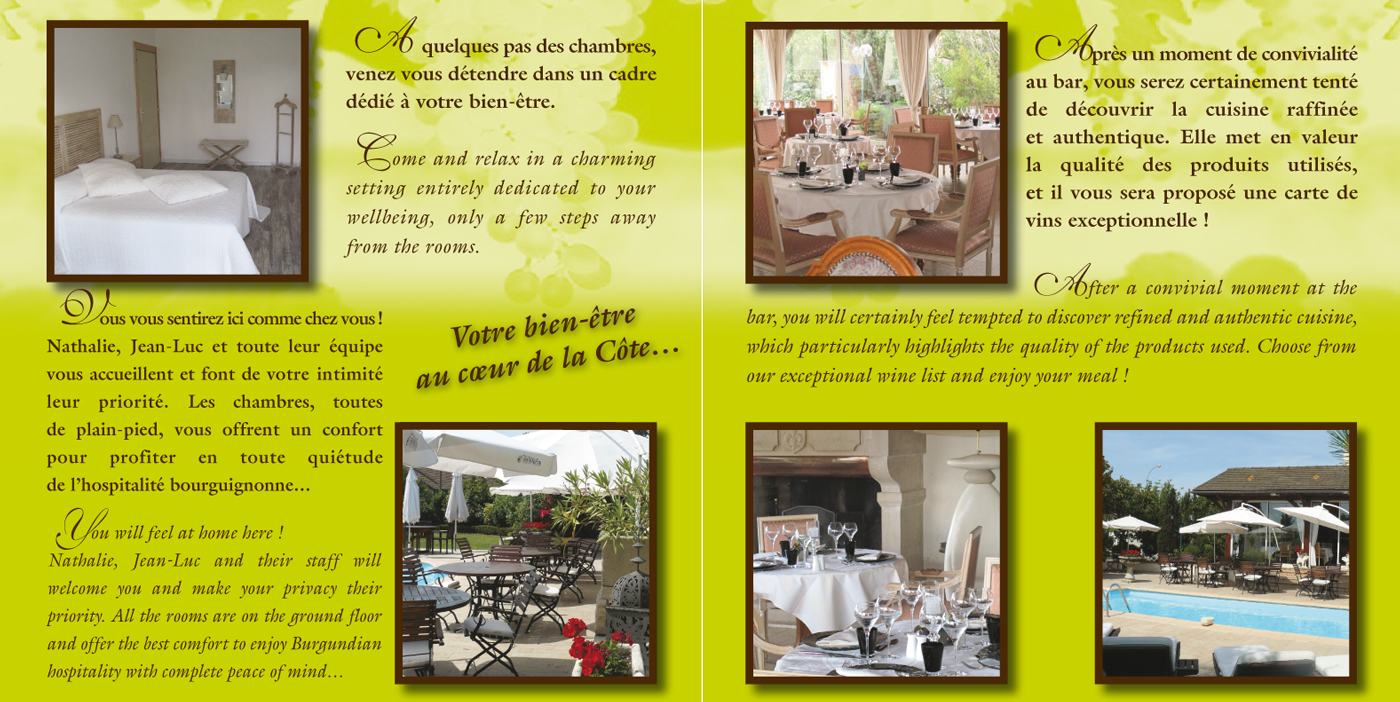 A quelques pas des chambres,
venez vous détendre dans un cadre
dédié à votre bien-être.
Come and relax in a charming
setting entirely dedicated to your
wellbeing, only a few steps away
from the rooms.
Vous vous sentirez ici comme chez vous !
Nathalie, Jean-Luc et toute leur équipe
vous accueillent et font de votre intimité
leur priorité. Les chambres, toutes
de plain-pied, vous offrent un confort
pour profiter en toute quiétude
de l’hospitalité bourguignonne...
Votre bien-être
au cœur de la Côte...
You will feel at home here !
Nathalie, Jean-Luc and their staff will
welcome you and make your privacy their
priority. All the rooms are on the ground floor
and offer the best comfort to enjoy Burgundian
hospitality with complete peace of mind...
Après un moment de convivialité
au bar, vous serez certainement tenté
de découvrir la cuisine raffinée
et authentique. Elle met en valeur
la qualité des produits utilisés,
et il vous sera proposé une carte de
vins exceptionnelle !
After a convivial moment at the
bar, you will certainly feel tempted to discover refined and authentic cuisine,
which particularly highlights the quality of the products used. Choose from
our exceptional wine list and enjoy your meal !